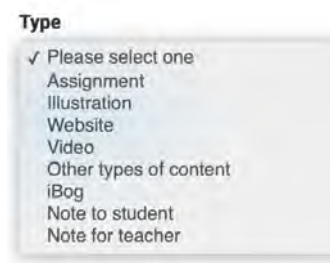 Type
✓ Please select one
Assignment
Illustration
Website
Video
Other types of content
iBog
Note to student
Note for teacher